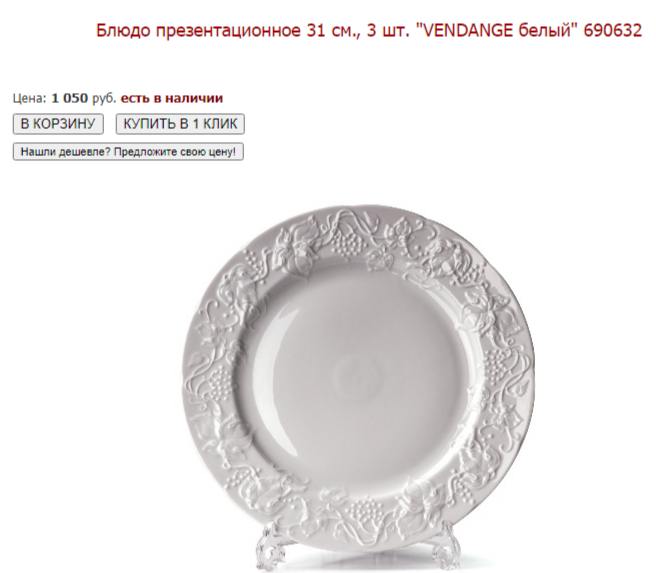 Блюдо презентационное 31 см., 3 шт. "VENDANGE белый" 690632
Цена: 1 050 руб. есть в наличии
В КОРЗИНУ КУПИТЬ В 1 КЛИК
Нашли дешевле? Предложите свою цену!